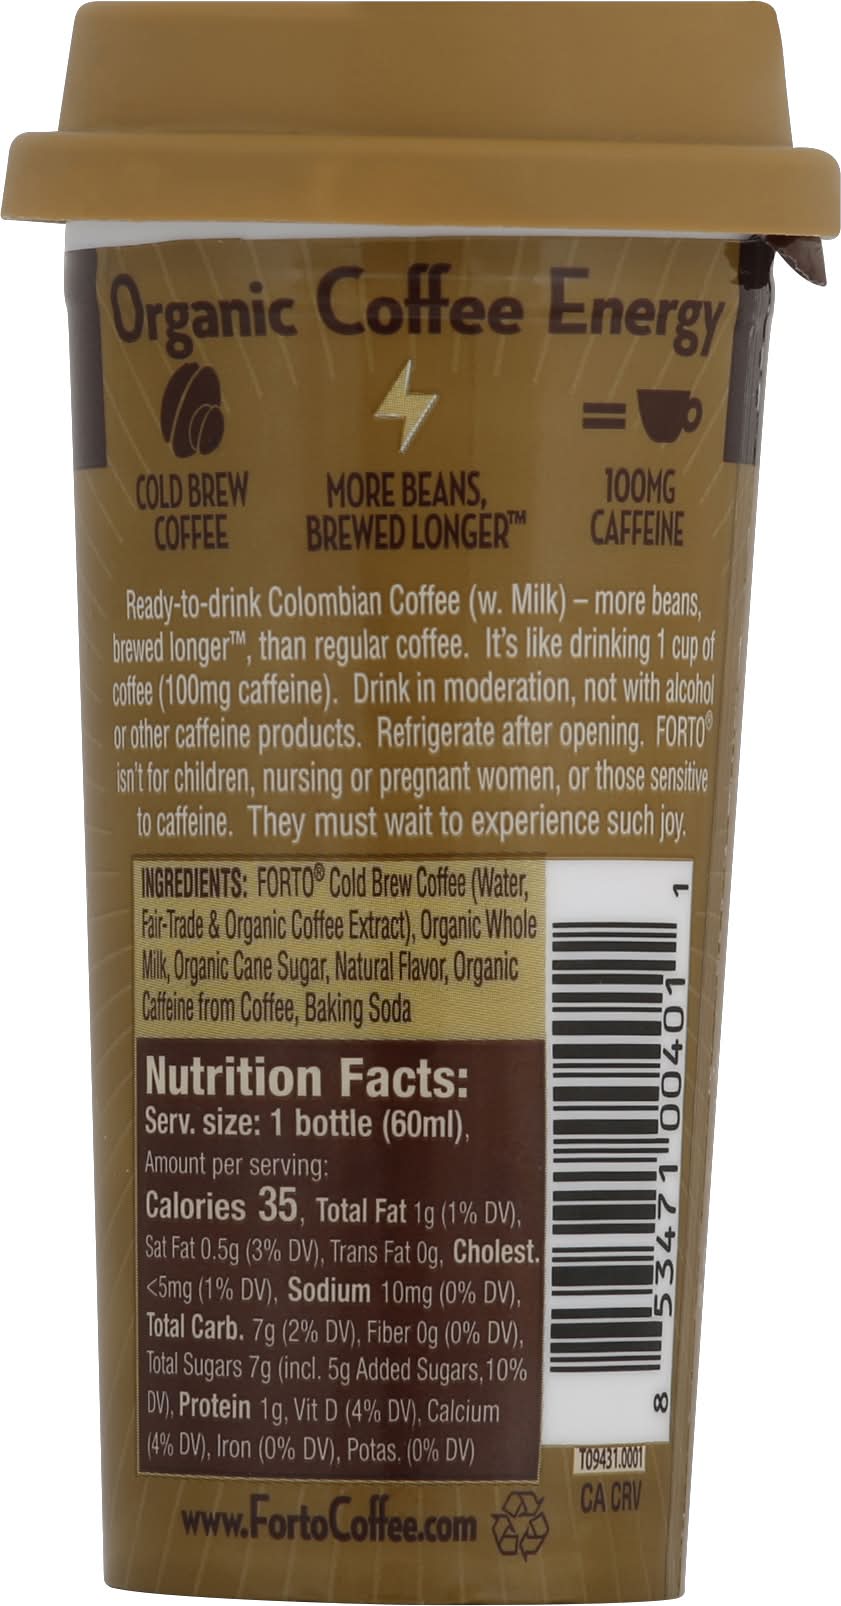 Organic Coffee Energy
COLD BREW
COFFEE
MORE BEANS,
BREWED LONGER™
=
100MG
CAFFEINE
Ready-to-drink Colombian Coffee (w. Milk) – more beans,
brewed longer™, than regular coffee. It's like drinking 1 cup of
coffee (100mg caffeine). Drink in moderation, not with alcohol
or other caffeine products. Refrigerate after opening. FORTO®
isn't for children, nursing or pregnant women, or those sensitive
to caffeine. They must wait to experience such joy.
INGREDIENTS: FORTO® Cold Brew Coffee (Water,
Fair-Trade & Organic Coffee Extract), Organic Whole
Milk, Organic Cane Sugar, Natural Flavor, Organic
Caffeine from Coffee, Baking Soda
Nutrition Facts:
Serv. size: 1 bottle (60ml),
Amount per serving:
Calories 35, Total Fat 1g (1% DV),
Sat Fat 0.5g (3% DV), Trans Fat 0g, Cholest.
<5mg (1% DV), Sodium 10mg (0% DV),
Total Carb. 7g (2% DV), Fiber 0g (0% DV),
Total Sugars 7g (incl. 5g Added Sugars,10%
DV), Protein 1g, Vit D (4% DV), Calcium
(4% DV), Iron (0% DV), Potas. (0% DV)
8 53471 00401 1
T09431.0001
CA CRV
www.FortoCoffee.com